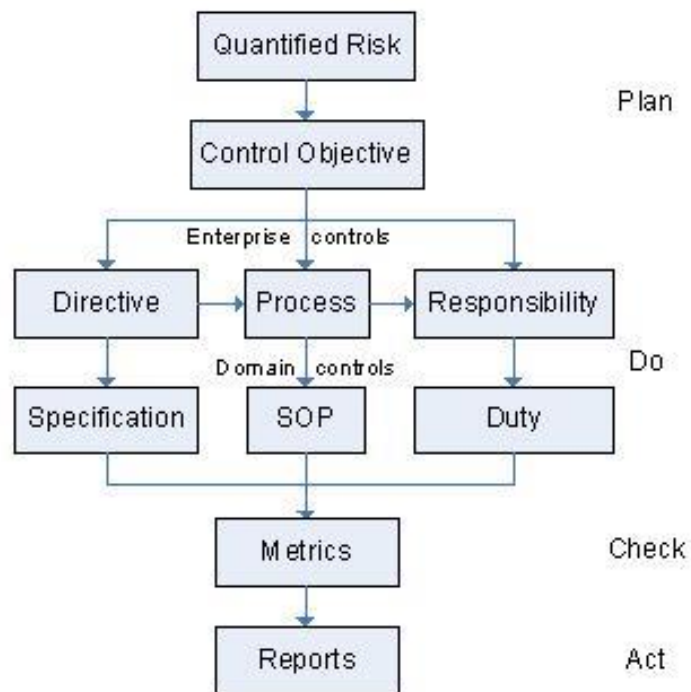 Quantified Risk
Plan
Control Objective
Enterprise controls
Directive
Process
Responsibility
Domain controls
Do
Specification
SOP
Duty
Metrics
Check
Reports
Act